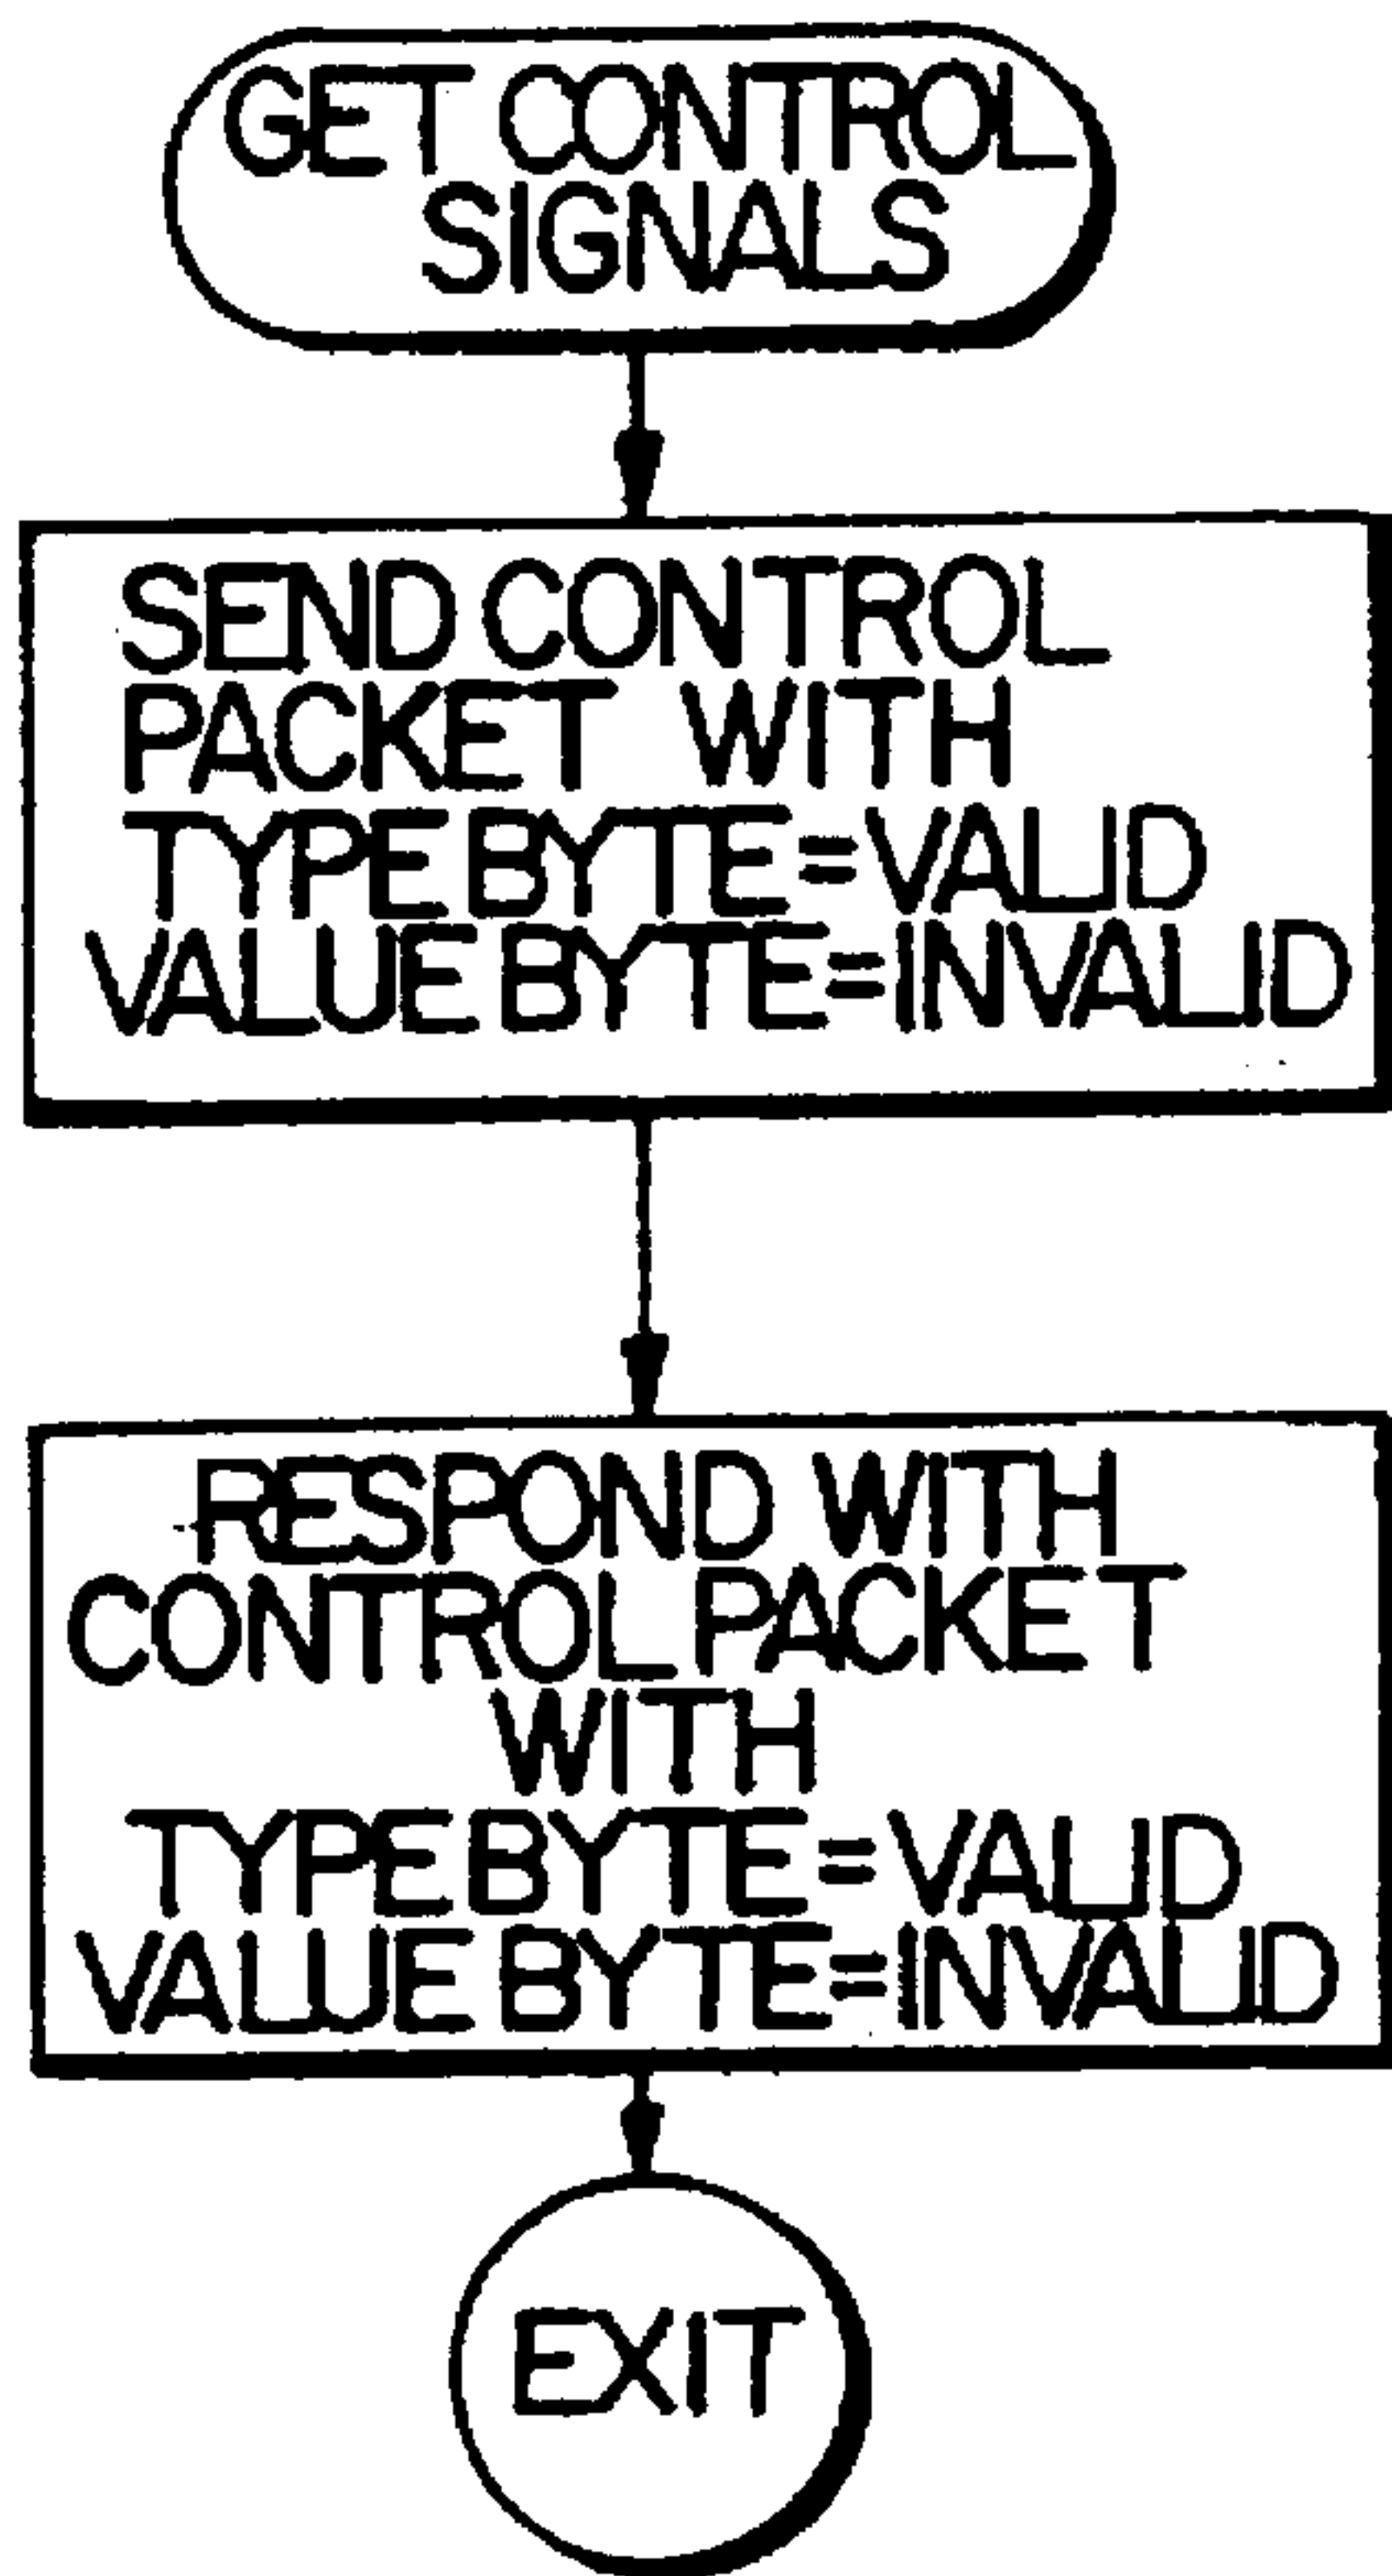 GET CONTROL
SIGNALS
SEND CONTROL
PACKET WITH
TYPE BYTE=VALID
VALUE BYTE=INVALID
RESPOND WITH
CONTROL PACKET
WITH
TYPE BYTE=VALID
VALUE BYTE=INVALID
EXIT